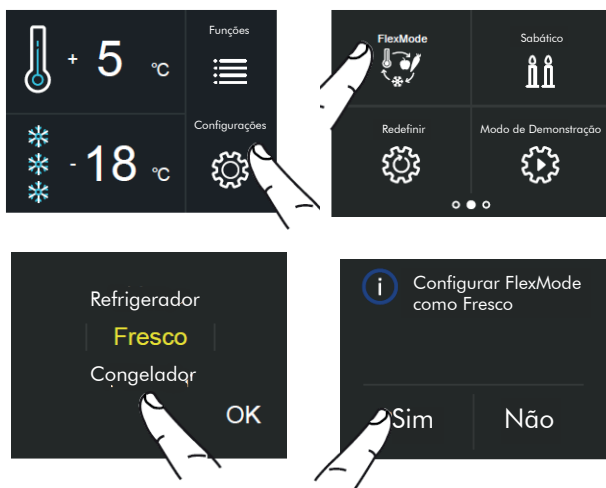 Funções
+ 5 °C
Configurações
- 18 °C
FlexMode
Sabático
Redefinir
Modo de Demonstração
Refrigerador
Fresco
Congelador
OK
i
Configurar FlexMode
como Fresco
Sim
Não